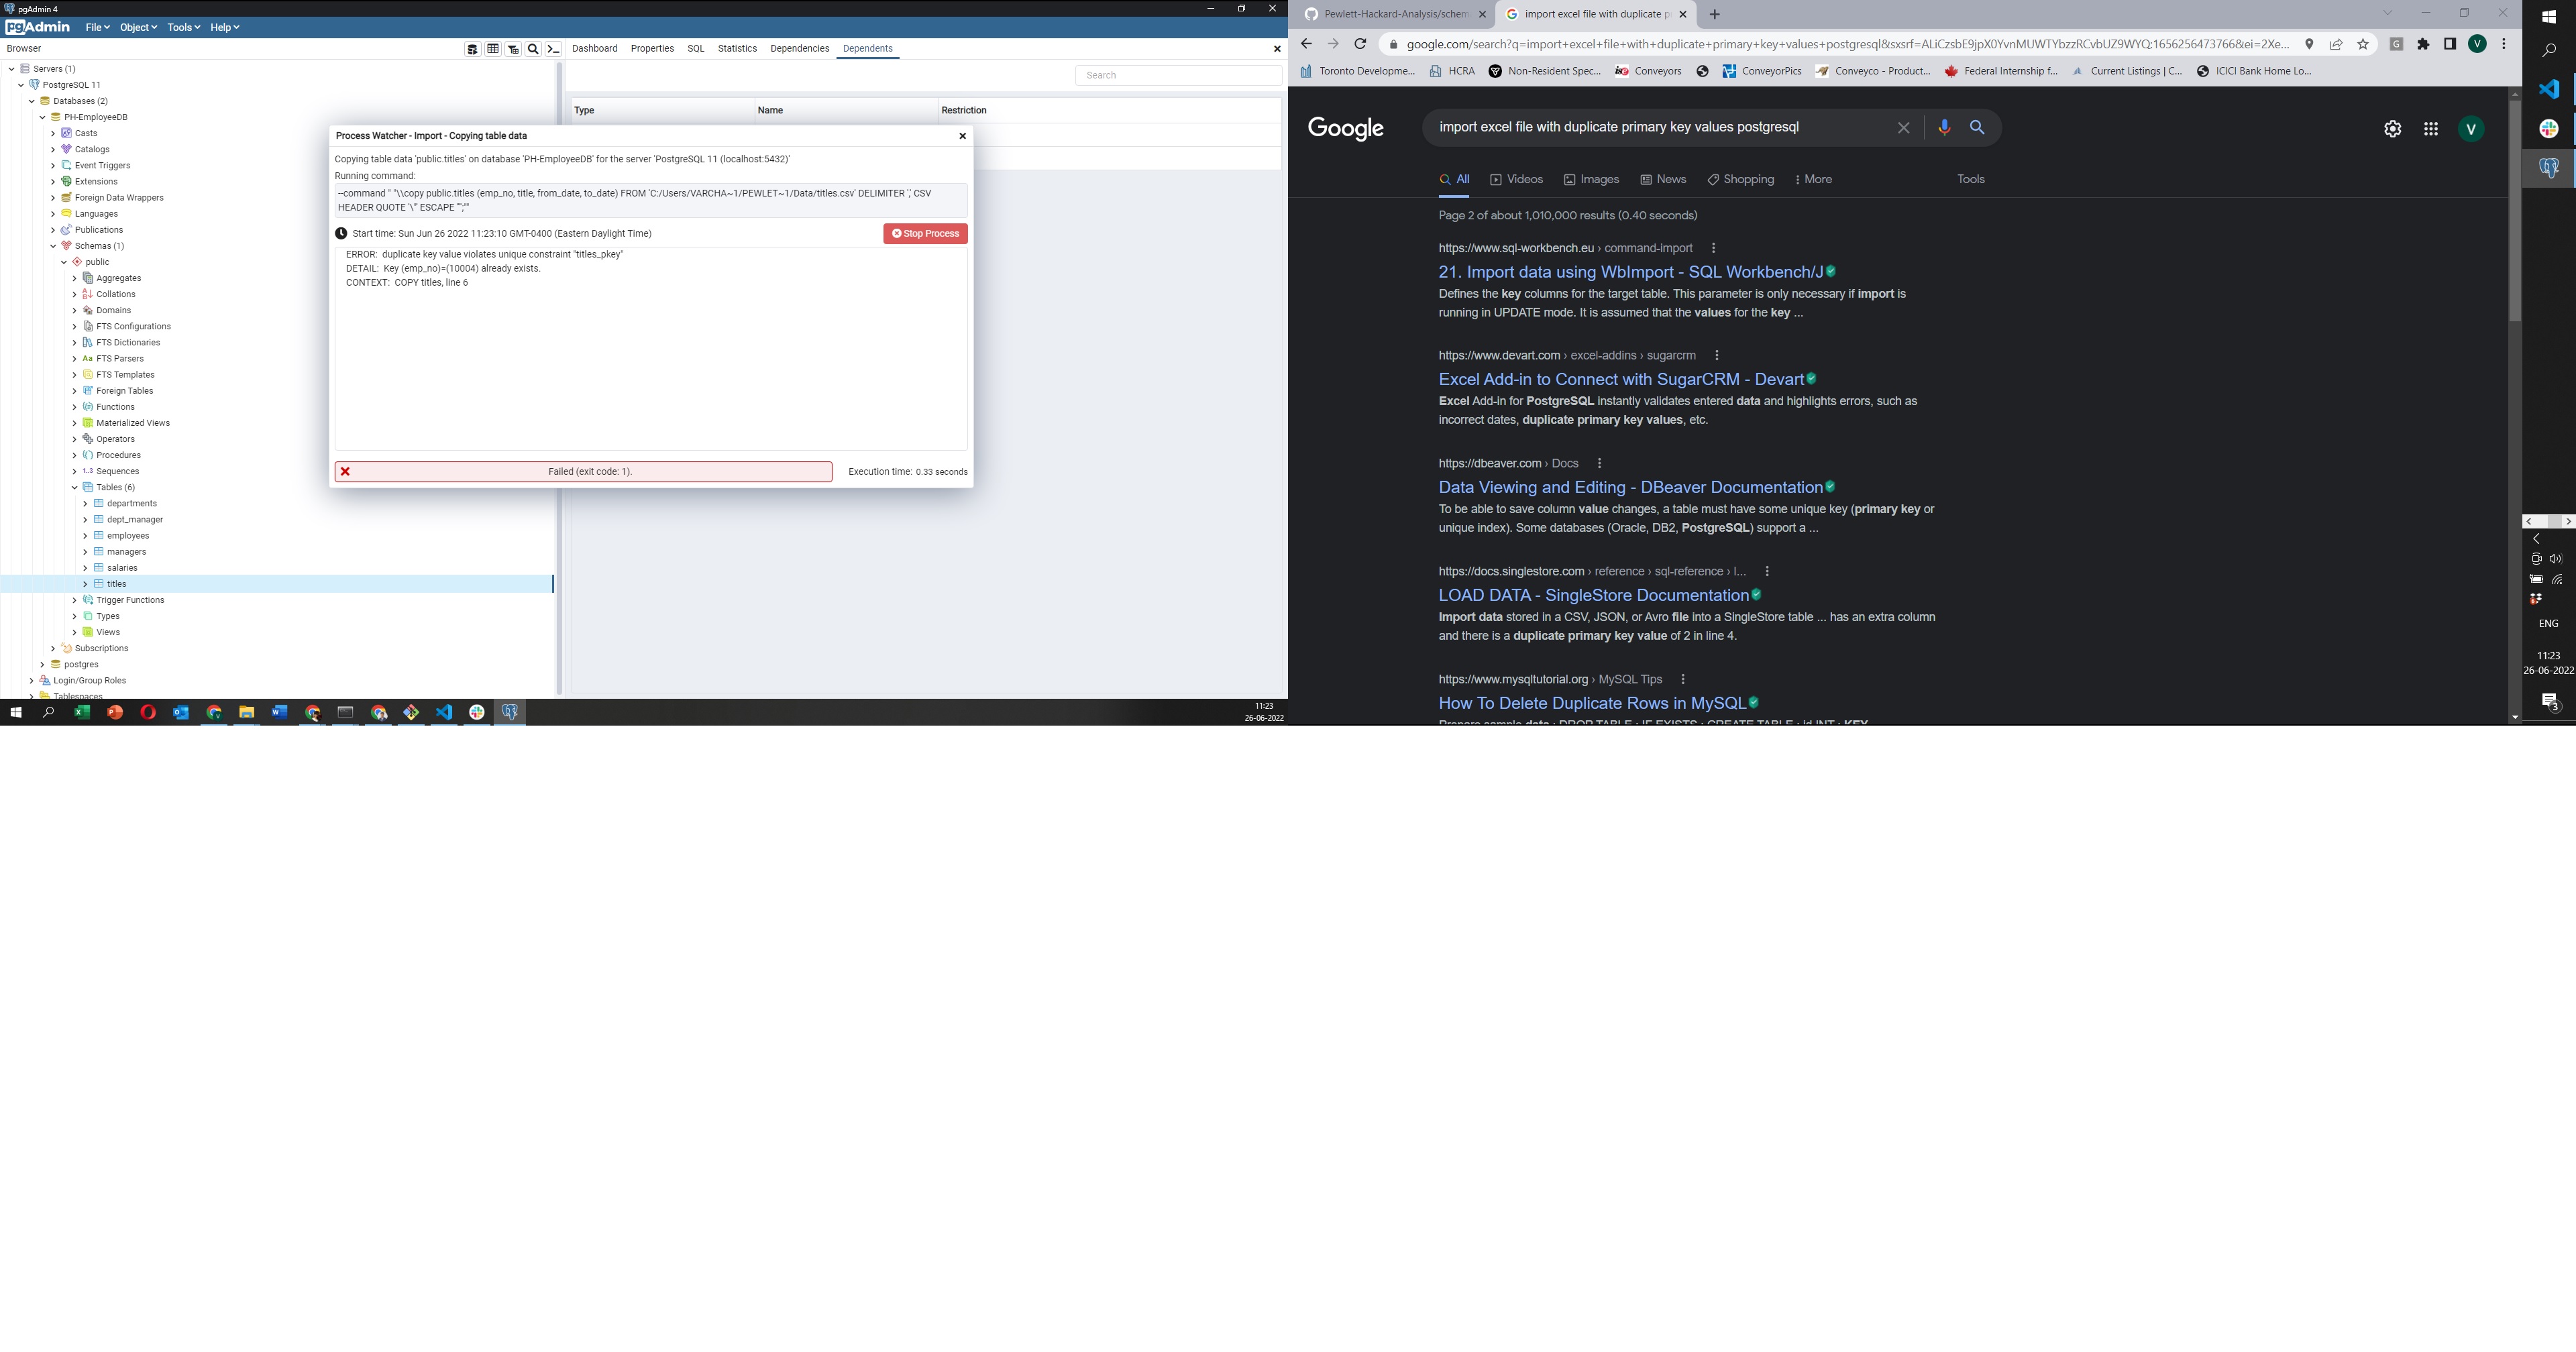 pgAdmin 4
pgAdmin File Object Tools Help
Browser
Dashboard Properties SQL Statistics Dependencies Dependents
Servers (1)
PostgreSQL 11
Databases (2)
PH-EmployeeDB
Casts
Catalogs
Event Triggers
Extensions
Foreign Data Wrappers
Languages
Publications
Schemas (1)
public
Aggregates
Collations
Domains
FTS Configurations
FTS Dictionaries
FTS Parsers
FTS Templates
Foreign Tables
Functions
Materialized Views
Operators
Procedures
1..3 Sequences
Tables (6)
departments
dept_manager
employees
managers
salaries
titles
Trigger Functions
Types
Views
Subscriptions
postgres
Login/Group Roles
Tablespaces
Search
Type Name Restriction
Process Watcher - Import - Copying table data
Copying table data 'public.titles' on database 'PH-EmployeeDB' for the server 'PostgreSQL 11 (localhost:5432)'
Running command:
--command " "\\copy public.titles (emp_no, title, from_date, to_date) FROM 'C:/Users/VARCHA~1/PEWLET~1/Data/titles.csv' DELIMITER ',' CSV
HEADER QUOTE '\"' ESCAPE '''';""
Start time: Sun Jun 26 2022 11:23:10 GMT-0400 (Eastern Daylight Time)
Stop Process
ERROR: duplicate key value violates unique constraint "titles_pkey"
DETAIL: Key (emp_no)=(10004) already exists.
CONTEXT: COPY titles, line 6
Failed (exit code: 1).
Execution time: 0.33 seconds
11:23
26-06-2022
Pewlett-Hackard-Analysis/schem
import excel file with duplicate p
google.com/search?q=import+excel+file+with+duplicate+primary+key+values+postgresql&sxsrf=ALiCzsbE9jpX0YvnMUWTYbzzRCvbUZ9WYQ:1656256473766&ei=2Xe...
V
Toronto Developme... HCRA Non-Resident Spec... Conveyors ConveyorPics Conveyco - Product... Federal Internship f... Current Listings | C... ICICI Bank Home Lo...
Google
import excel file with duplicate primary key values postgresql
V
All Videos Images News Shopping More Tools
Page 2 of about 1,010,000 results (0.40 seconds)
https://www.sql-workbench.eu › command-import
21. Import data using WbImport - SQL Workbench/J
Defines the key columns for the target table. This parameter is only necessary if import is
running in UPDATE mode. It is assumed that the values for the key ...
https://www.devart.com › excel-addins › sugarcrm
Excel Add-in to Connect with SugarCRM - Devart
Excel Add-in for PostgreSQL instantly validates entered data and highlights errors, such as
incorrect dates, duplicate primary key values, etc.
https://dbeaver.com › Docs
Data Viewing and Editing - DBeaver Documentation
To be able to save column value changes, a table must have some unique key (primary key or
unique index). Some databases (Oracle, DB2, PostgreSQL) support a ...
https://docs.singlestore.com › reference › sql-reference › l...
LOAD DATA - SingleStore Documentation
Import data stored in a CSV, JSON, or Avro file into a SingleStore table ... has an extra column
and there is a duplicate primary key value of 2 in line 4.
https://www.mysqltutorial.org › MySQL Tips
How To Delete Duplicate Rows in MySQL
Prepare sample data · DROP TABLE · IF EXISTS · CREATE TABLE · id INT · KEY
ENG
11:23
26-06-2022
3